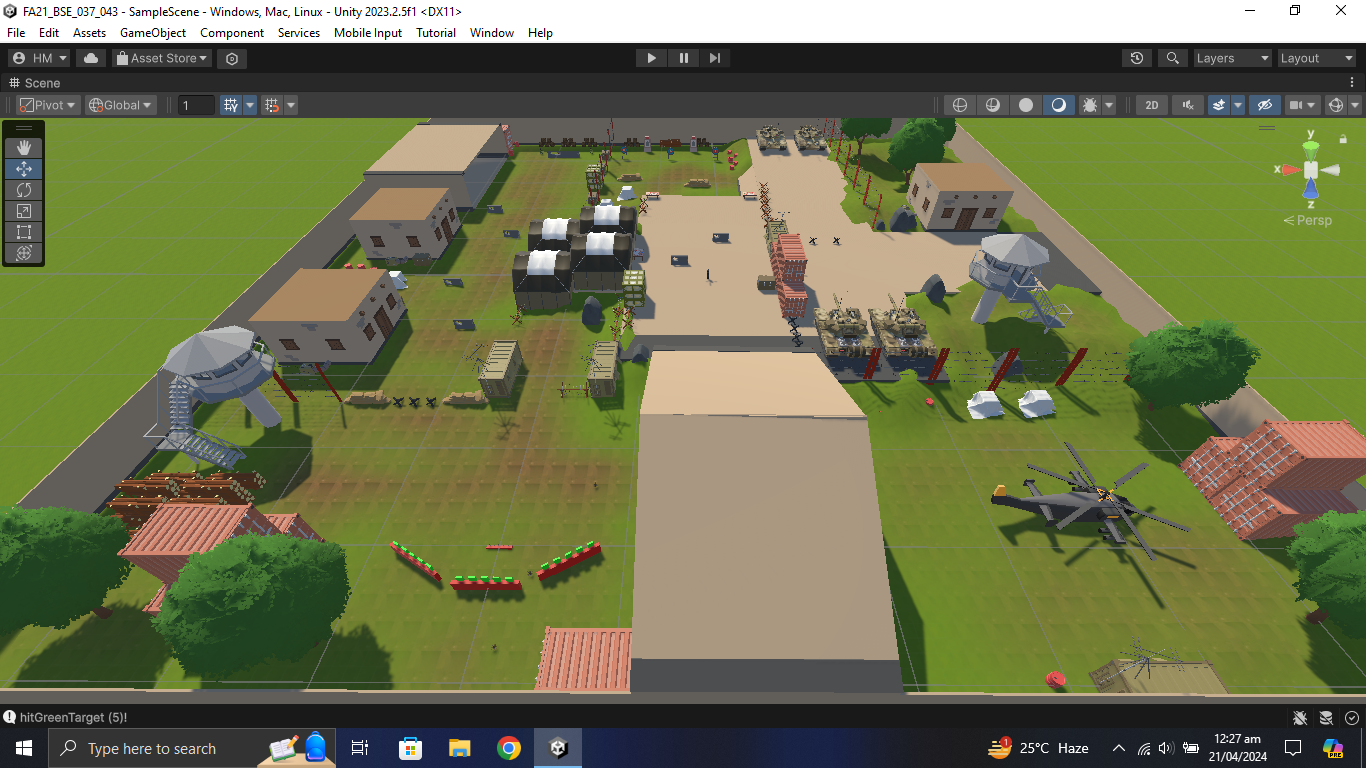 FA21_BSE_037_043 - SampleScene - Windows, Mac, Linux - Unity 2023.2.5f1 <DX11>
File Edit Assets GameObject Component Services Mobile Input Tutorial Window Help
HM Asset Store Layers Layout
Scene
Pivot Global 1 2D
y
x
z
Persp
hitGreenTarget (5)!
Type here to search 1 25°C Haze 12:27 am
21/04/2024
PRE